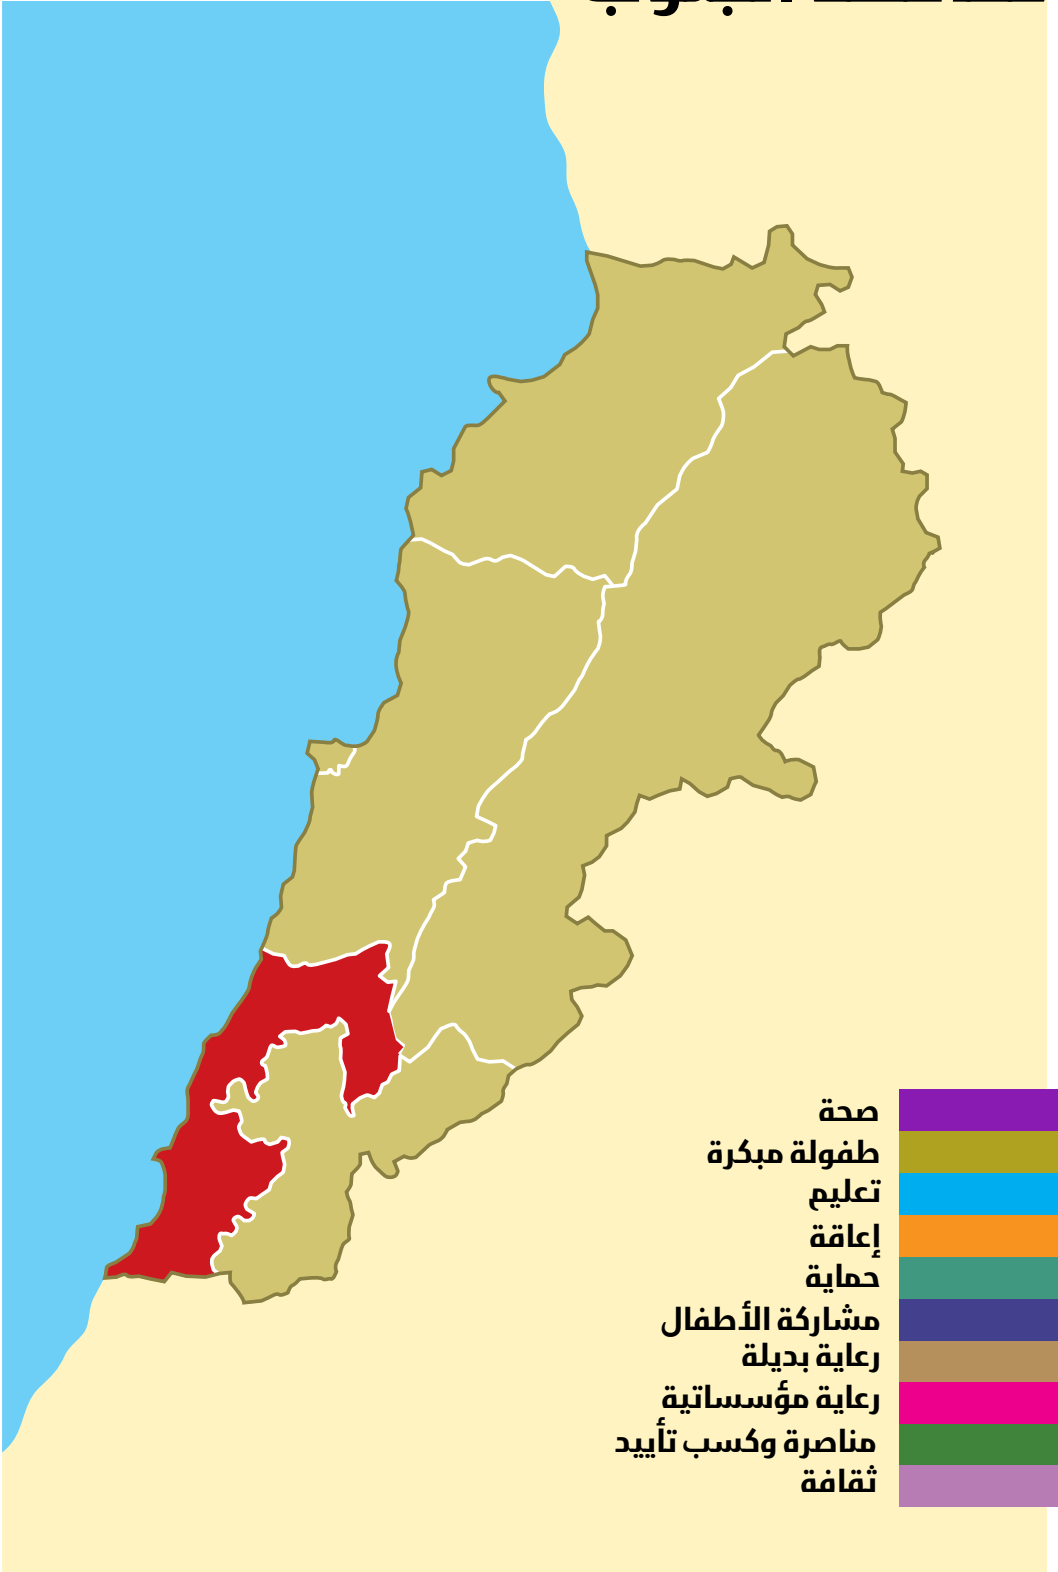 صحة
طفولة مبكرة
تعليم
إعاقة
حماية
مشاركة الأطفال
رعاية بديلة
رعاية مؤسساتية
مناصرة وكسب تأييد
ثقافة